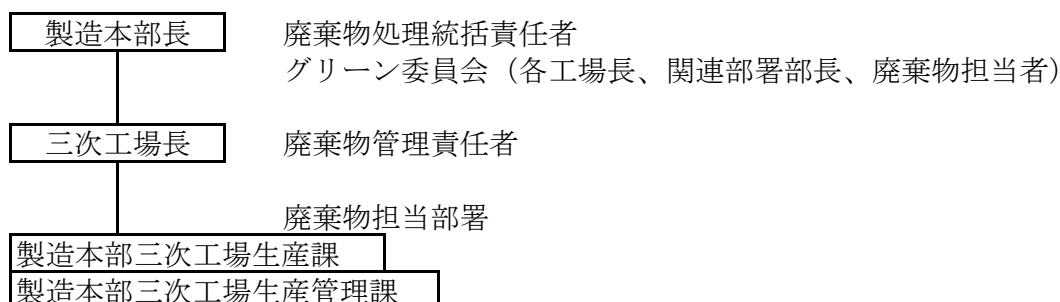 製造本部長 廃棄物処理統括責任者
グリーン委員会（各工場長、関連部署部長、廃棄物担当者）
三次工場長 廃棄物管理責任者
廃棄物担当部署
製造本部三次工場生産課
製造本部三次工場生産管理課